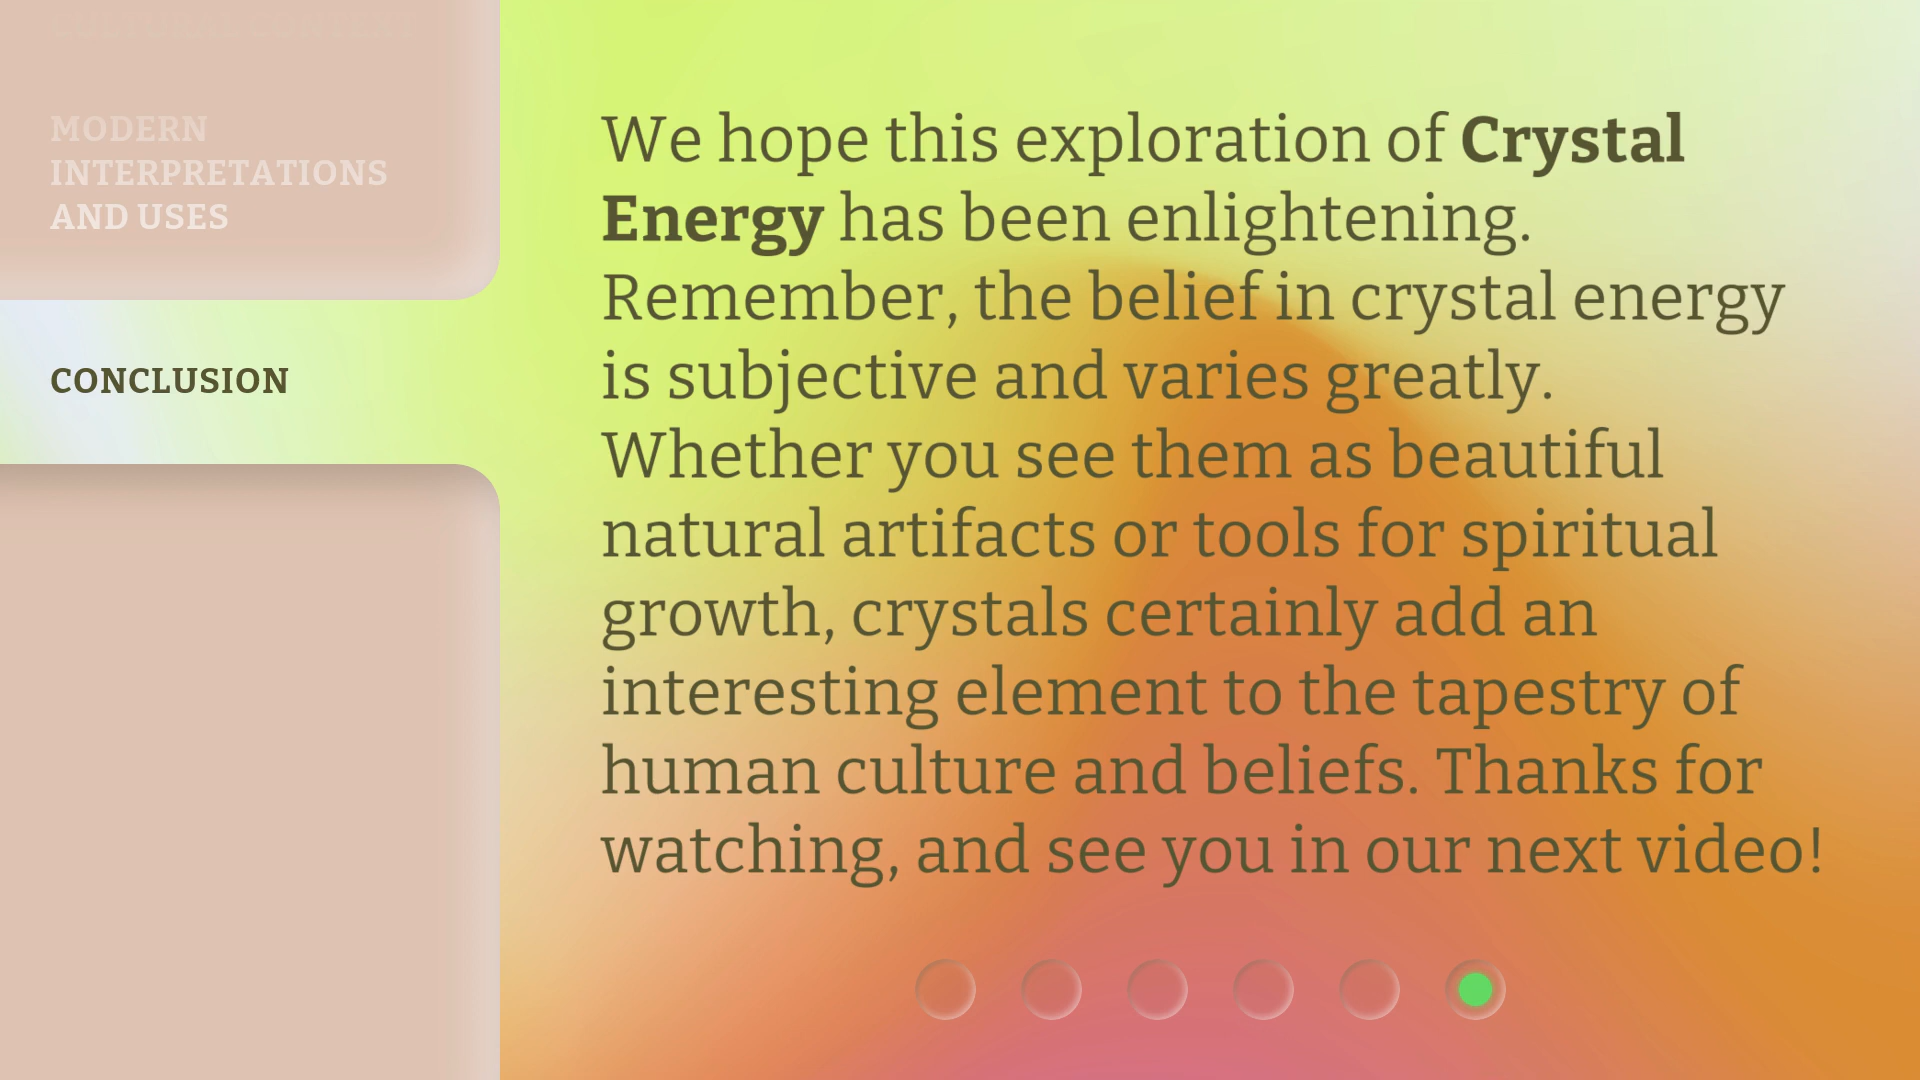 CULTURAL CONTENT
MODERN
INTERPRETATIONS
AND USES
CONCLUSION
We hope this exploration of Crystal
Energy has been enlightening.
Remember, the belief in crystal energy
is subjective and varies greatly.
Whether you see them as beautiful
natural artifacts or tools for spiritual
growth, crystals certainly add an
interesting element to the tapestry of
human culture and beliefs. Thanks for
watching, and see you in our next video!